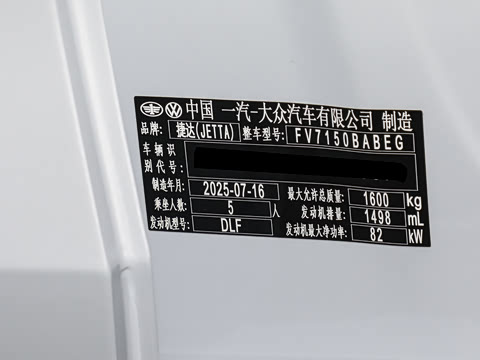 中国 一汽-大众汽车有限公司 制造
品牌: 捷达(JETTA) 整车型号: FV7150BABEG
车辆识
别代号:
制造年月: 2025-07-16 最大允许总质量: 1600 kg
乘坐人数: 5 人 发动机排量: 1498 mL
发动机型号: DLF 发动机最大净功率: 82 kW